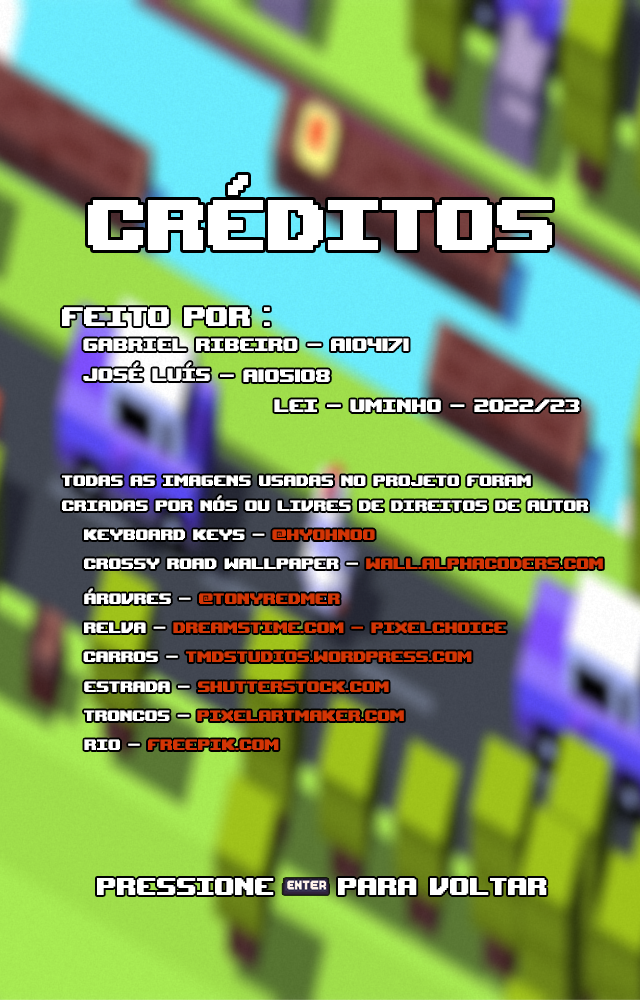 CRÉDITOS
FEITO POR :
GABRIEL RIBEIRO - A104171
JOSÉ LUÍS - A105108
LEI - UMINHO - 2022/23
TODAS AS IMAGENS USADAS NO PROJETO FORAM
CRIADAS POR NÓS OU LIVRES DE DIREITOS DE AUTOR
KEYBOARD KEYS - @HYOHNOO
CROSSY ROAD WALLPAPER - WALL.ALPHACODERS.COM
ÁROVRES - @TONYREDMER
RELVA - DREAMSTIME.COM - PIXELCHOICE
CARROS - TMDSTUDIOS.WORDPRESS.COM
ESTRADA - SHUTTERSTOCK.COM
TRONCOS - PIXELARTMAKER.COM
RIO - FREEPIK.COM
PRESSIONE ENTER PARA VOLTAR